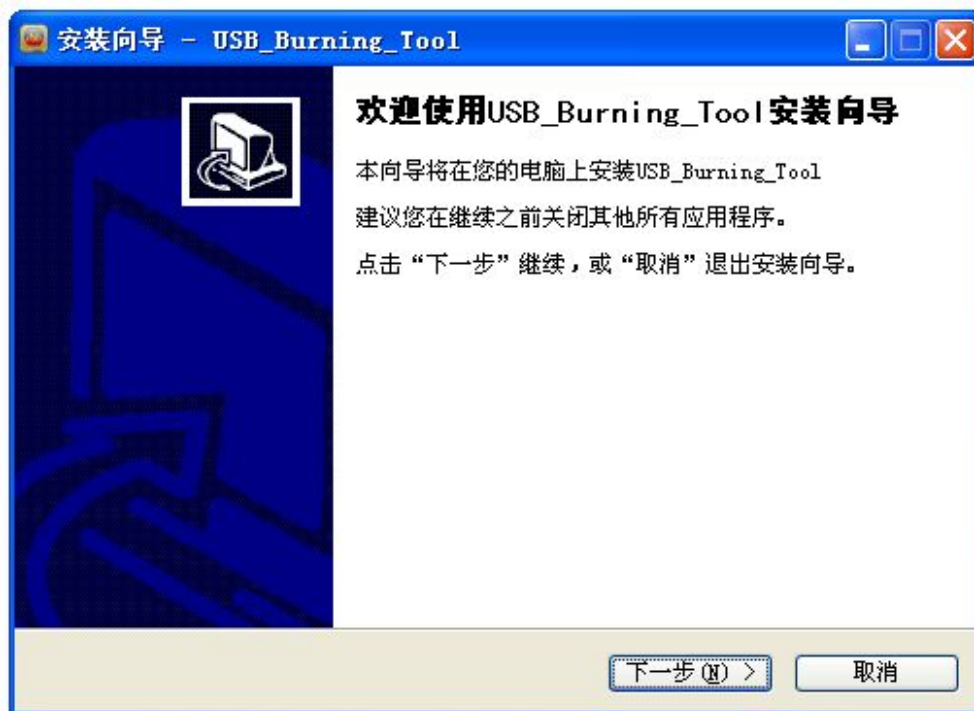 安装向导 - USB_Burning_Tool
欢迎使用USB_Burning_Tool安装向导
本向导将在您的电脑上安装USB_Burning_Tool
建议您在继续之前关闭其他所有应用程序。
点击“下一步”继续，或“取消”退出安装向导。
下一步(N) >
取消